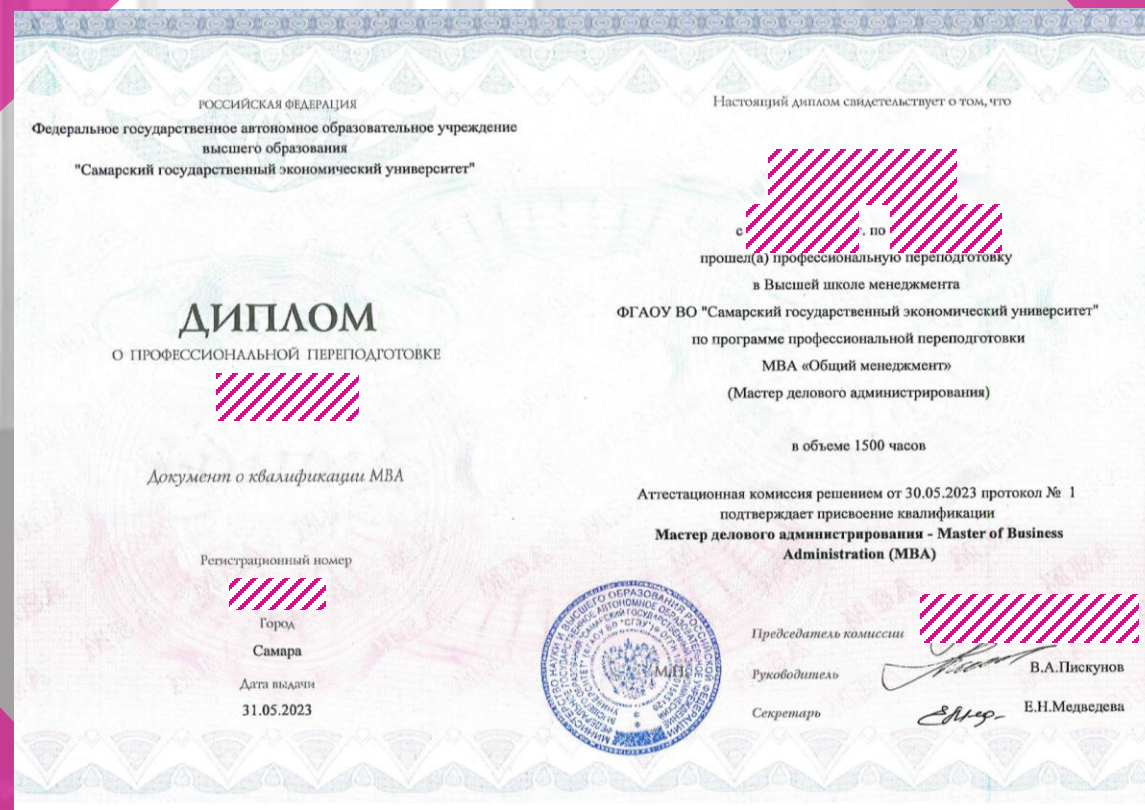 РОССИЙСКАЯ ФЕДЕРАЦИЯ
Федеральное государственное автономное образовательное учреждение
высшего образования
"Самарский государственный экономический университет"
ДИПЛОМ
О ПРОФЕССИОНАЛЬНОЙ ПЕРЕПОДГОТОВКЕ
Документ о квалификации МВА
Регистрационный номер
Город
Самара
Дата выдачи
31.05.2023
Настоящий диплом свидетельствует о том, что
с г. по
прошел(а) профессиональную переподготовку
в Высшей школе менеджмента
ФГАОУ ВО "Самарский государственный экономический университет"
по программе профессиональной переподготовки
МВА «Общий менеджмент»
(Мастер делового администрирования)
в объеме 1500 часов
Аттестационная комиссия решением от 30.05.2023 протокол № 1
подтверждает присвоение квалификации
Мастер делового администрирования - Master of Business
Administration (MBA)
Председатель комиссии
М.П.
Руководитель
В.А.Пискунов
Секретарь
Е.Н.Медведева